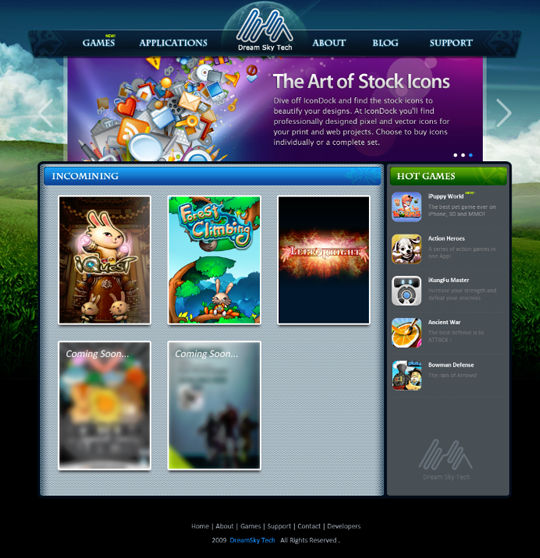 GAMES
NEW!
APPLICATIONS
Dream Sky Tech
ABOUT
BLOG
SUPPORT
The Art of Stock Icons
Dive off IconDock and find the stock icons to
beautify your designs. At IconDock you'll find
professionally designed pixel and vector icons for
your print and web projects. Choose to buy icons
individually or a complete set.
INCOMINING
iQuest
Forest
Climbing
Coming Soon...
Coming Soon...
HOT GAMES
iPuppy World NEW!
The best pet game ever on
iPhone, 3D and MMO!
Action Heroes
A series of action games in
one App!
iKungFu Master
Increase your strength and
defeat your enemies
Ancient War
The best defense is to
ATTACK
Bowman Defense
The rain of Arrows!
Dream Sky Tech
Home | About | Games | Support | Contact | Developers
2009 DreamSky Tech All Rights Reserved .